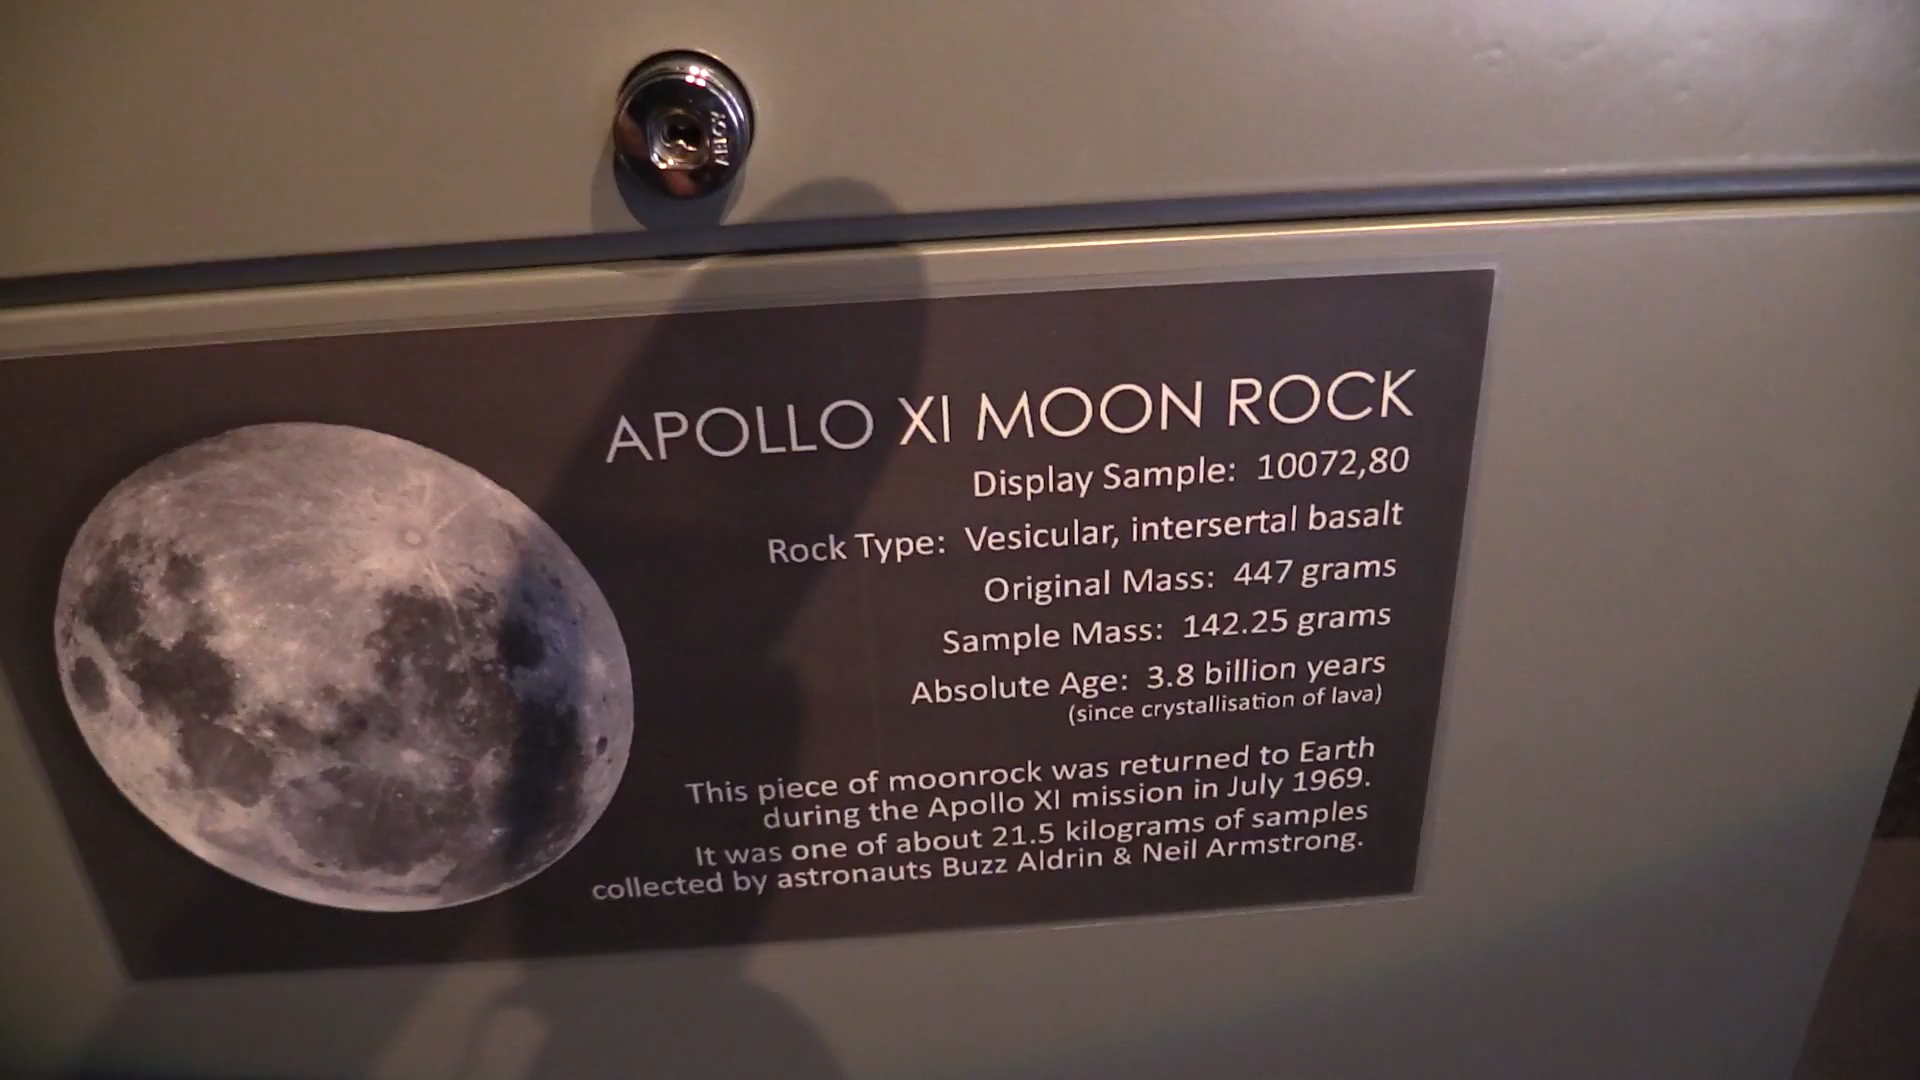 ABLOY
APOLLO XI MOON ROCK
Display Sample: 10072,80
Rock Type: Vesicular, intersertal basalt
Original Mass: 447 grams
Sample Mass: 142.25 grams
Absolute Age: 3.8 billion years
(since crystallisation of lava)
This piece of moonrock was returned to Earth
during the Apollo XI mission in July 1969.
It was one of about 21.5 kilograms of samples
collected by astronauts Buzz Aldrin & Neil Armstrong.